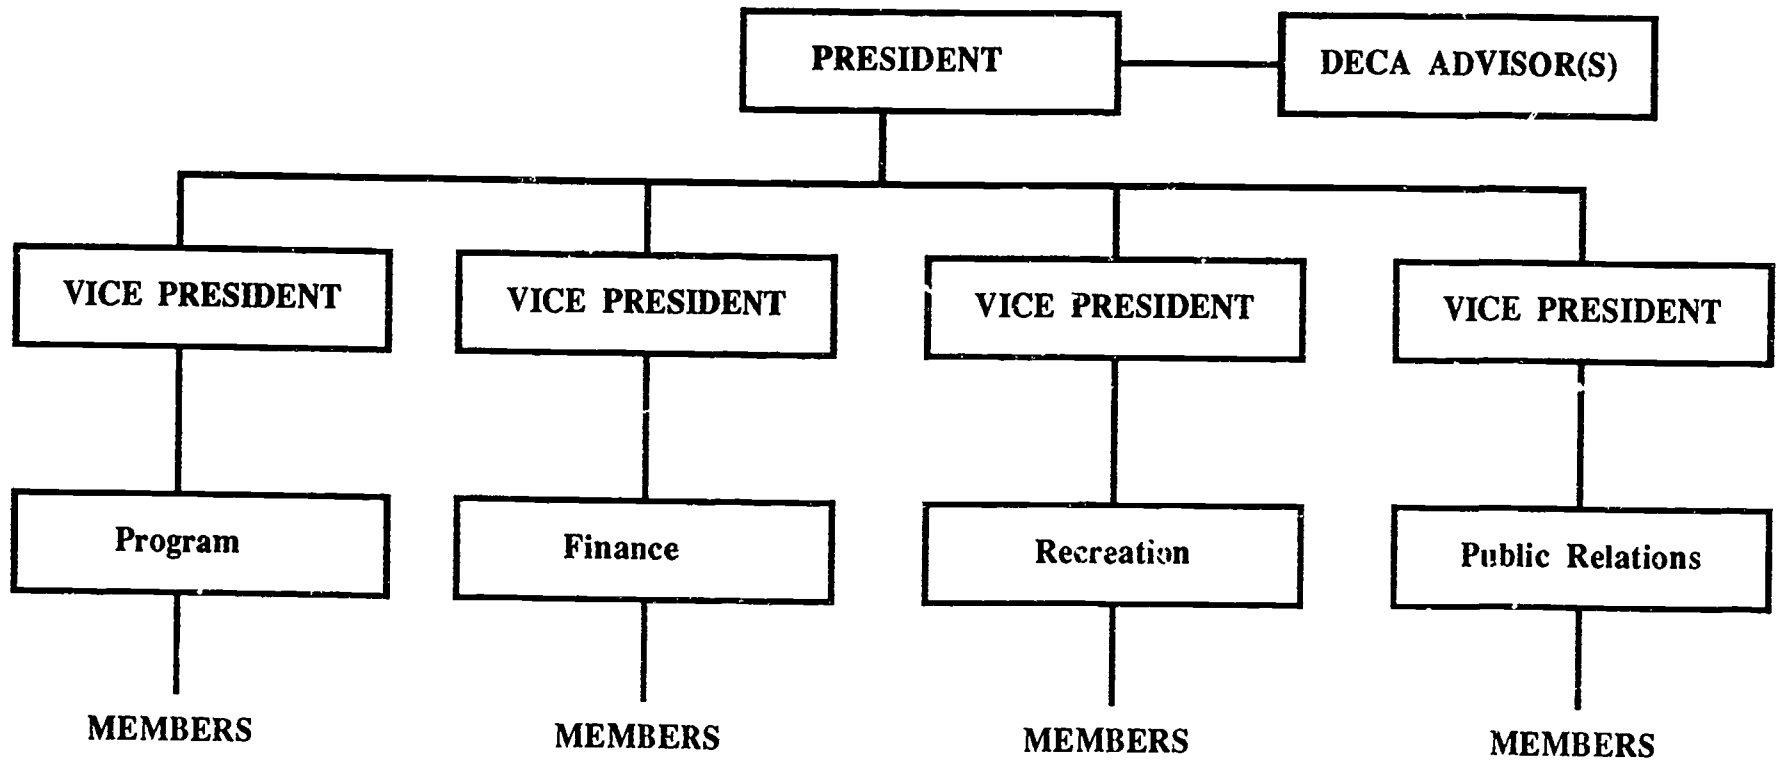 PRESIDENT
DECA ADVISOR(S)
VICE PRESIDENT
VICE PRESIDENT
VICE PRESIDENT
VICE PRESIDENT
Program
Finance
Recreation
Public Relations
MEMBERS
MEMBERS
MEMBERS
MEMBERS